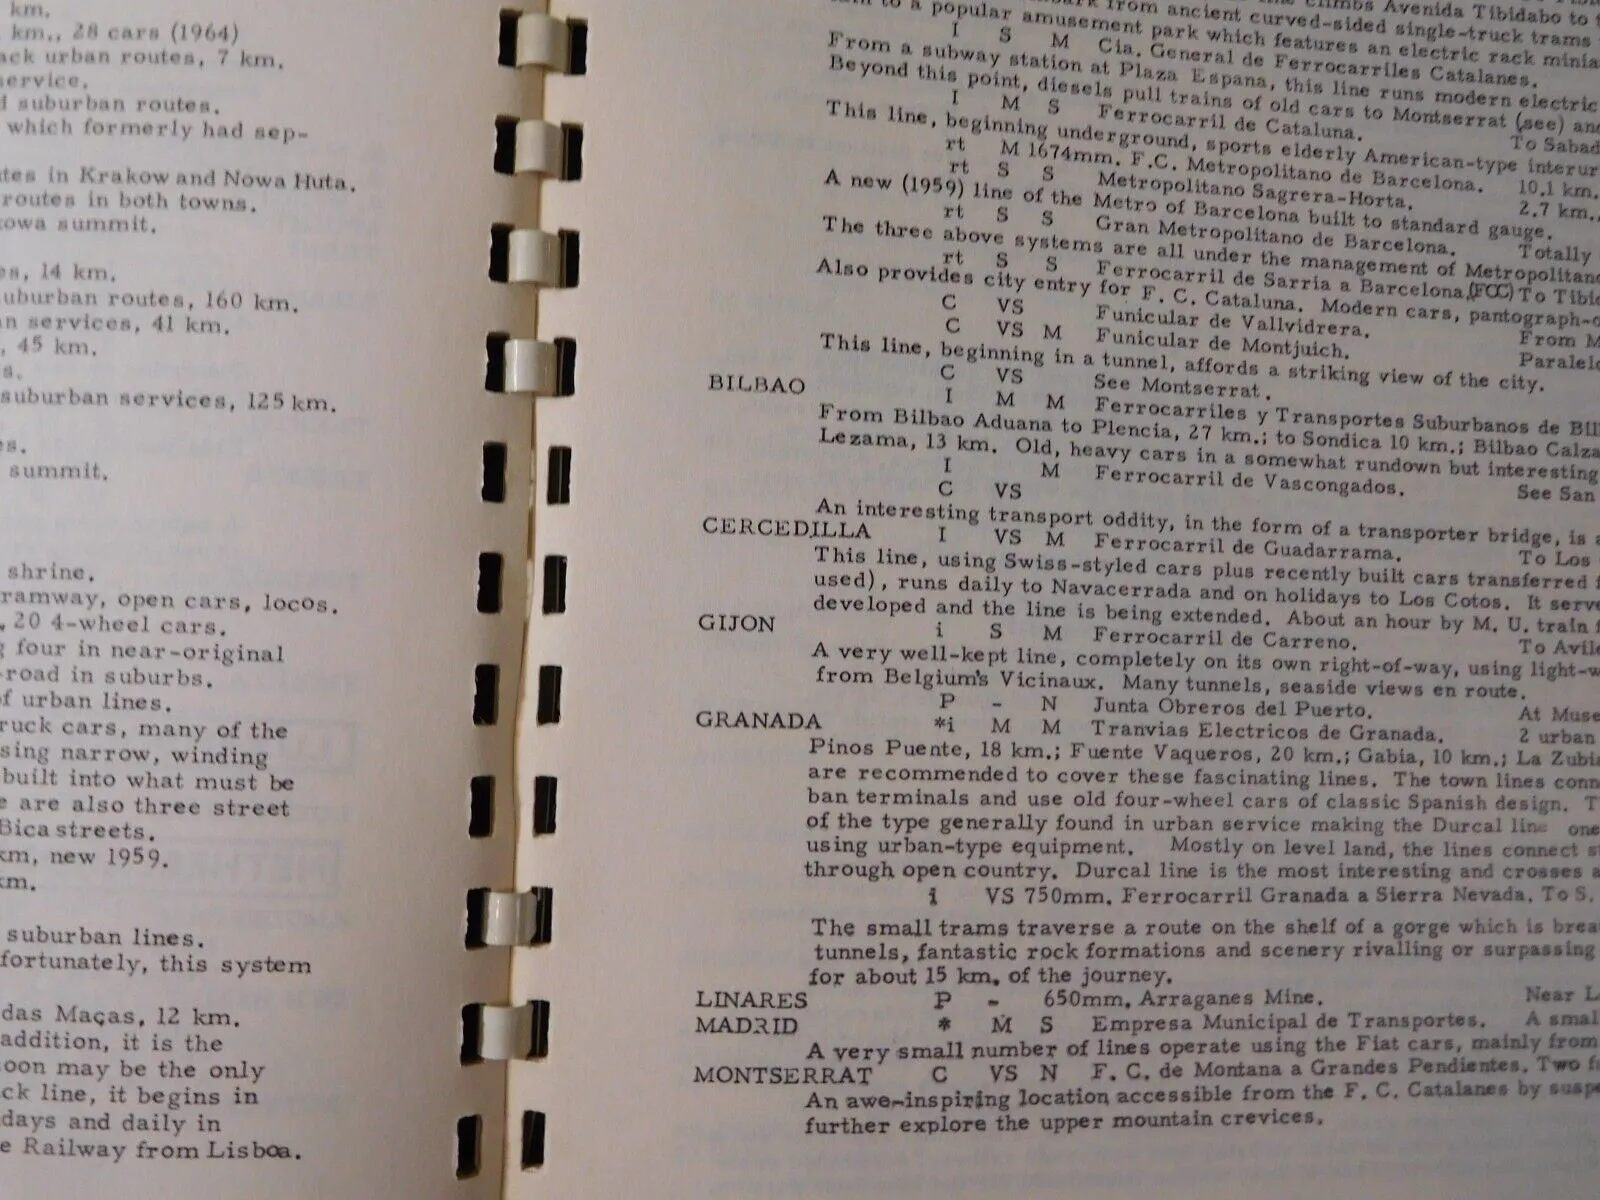 km.
km., 28 cars (1964)
ack urban routes, 7 km.
service.
d suburban routes.
which formerly had sep-
tes in Krakow and Nowa Huta.
routes in both towns.
kowa summit.
es, 14 km.
uburban routes, 160 km.
n services, 41 km.
, 45 km.
s.
suburban services, 125 km.
es.
summit.
shrine.
ramway, open cars, locos.
, 20 4-wheel cars.
g four in near-original
-road in suburbs.
of urban lines.
ruck cars, many of the
sing narrow, winding
built into what must be
e are also three street
Bica streets.
km, new 1959.
km.
suburban lines.
fortunately, this system
das Maças, 12 km.
addition, it is the
oon may be the only
ck line, it begins in
days and daily in
e Railway from Lisboa.
climbs Avenida Tibidabo to
from ancient curved-sided single-truck trams
to a popular amusement park which features an electric rack minia
I S M Cia. General de Ferrocarriles Catalanes.
From a subway station at Plaza Espana, this line runs modern electric
Beyond this point, diesels pull trains of old cars to Montserrat (see) and
I M S Ferrocarril de Cataluna. To Sabad
This line, beginning underground, sports elderly American-type interur
rt M 1674mm. F.C. Metropolitano de Barcelona. 10.1 km.
rt S S Metropolitano Sagrera-Horta. 2.7 km.,
A new (1959) line of the Metro of Barcelona built to standard gauge.
rt S S Gran Metropolitano de Barcelona. Totally
The three above systems are all under the management of Metropolitano
rt S S Ferrocarril de Sarria a Barcelona.(FCC) To Tibid
Also provides city entry for F. C. Cataluna. Modern cars, pantograph-
C VS Funicular de Vallvidrera. From M
C VS M Funicular de Montjuich. Paralelo
This line, beginning in a tunnel, affords a striking view of the city.
C VS See Montserrat.
BILBAO I M M Ferrocarriles y Transportes Suburbanos de Bil
From Bilbao Aduana to Plencia, 27 km.; to Sondica 10 km.; Bilbao Calza
Lezama, 13 km. Old, heavy cars in a somewhat rundown but interesting
I M Ferrocarril de Vascongados. See San
C VS
An interesting transport oddity, in the form of a transporter bridge, is a
CERCEDILLA I VS M Ferrocarril de Guadarrama. To Los
This line, using Swiss-styled cars plus recently built cars transferred f
used), runs daily to Navacerrada and on holidays to Los Cotos. It serve
developed and the line is being extended. About an hour by M. U. train f
GIJON i S M Ferrocarril de Carreno. To Avile
A very well-kept line, completely on its own right-of-way, using light-w
from Belgium's Vicinaux. Many tunnels, seaside views en route.
P - N Junta Obreros del Puerto. At Muse
GRANADA *i M M Tranvias Electricos de Granada. 2 urban
Pinos Puente, 18 km.; Fuente Vaqueros, 20 km.; Gabia, 10 km.; La Zubia
are recommended to cover these fascinating lines. The town lines conn
ban terminals and use old four-wheel cars of classic Spanish design. T
of the type generally found in urban service making the Durcal line one
using urban-type equipment. Mostly on level land, the lines connect s
through open country. Durcal line is the most interesting and crosses a
i VS 750mm. Ferrocarril Granada a Sierra Nevada. To S.
The small trams traverse a route on the shelf of a gorge which is brea
tunnels, fantastic rock formations and scenery rivalling or surpassing
for about 15 km. of the journey.
LINARES P - 650mm. Arraganes Mine. Near L
MADRID * M S Empresa Municipal de Transportes. A smal
A very small number of lines operate using the Fiat cars, mainly from
MONTSERRAT C VS N F. C. de Montana a Grandes Pendientes. Two f
An awe-inspiring location accessible from the F. C. Catalanes by susp
further explore the upper mountain crevices.